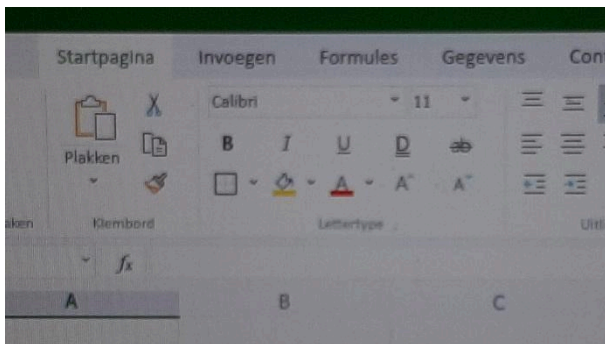 Startpagina Invoegen Formules Gegevens
Calibri 11
B I U D ab
Plakken
A A A
Klembord Lettertype
fx
A B C